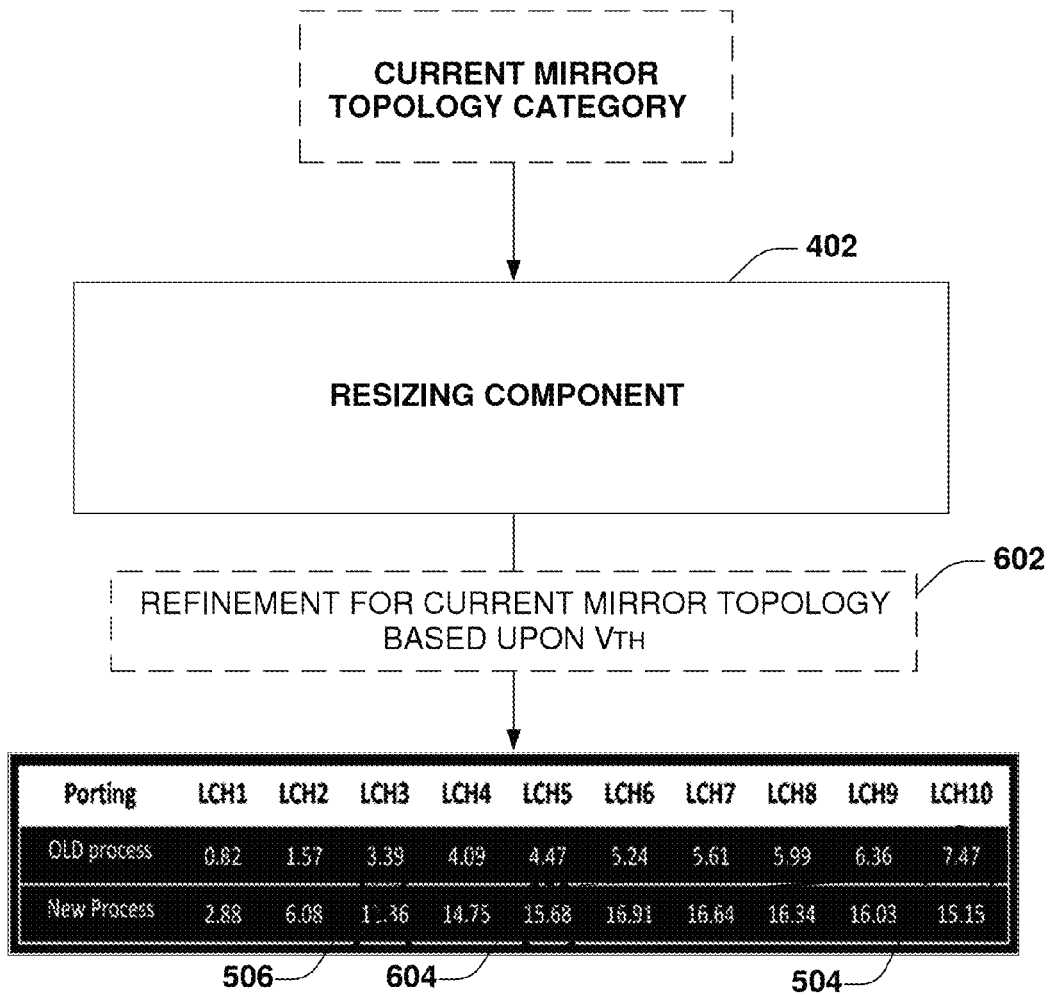 CURRENT MIRROR
TOPOLOGY CATEGORY
402
RESIZING COMPONENT
602
REFINEMENT FOR CURRENT MIRROR TOPOLOGY
BASED UPON VTH
Porting LCH1 LCH2 LCH3 LCH4 LCH5 LCH6 LCH7 LCH8 LCH9 LCH10
OLD process 0.82 1.57 3.39 4.09 4.47 5.24 5.61 5.99 6.36 7.47
New Process 2.88 6.08 14.75 15.68 16.91 16.64 16.34 16.03 15.15
506 604 504